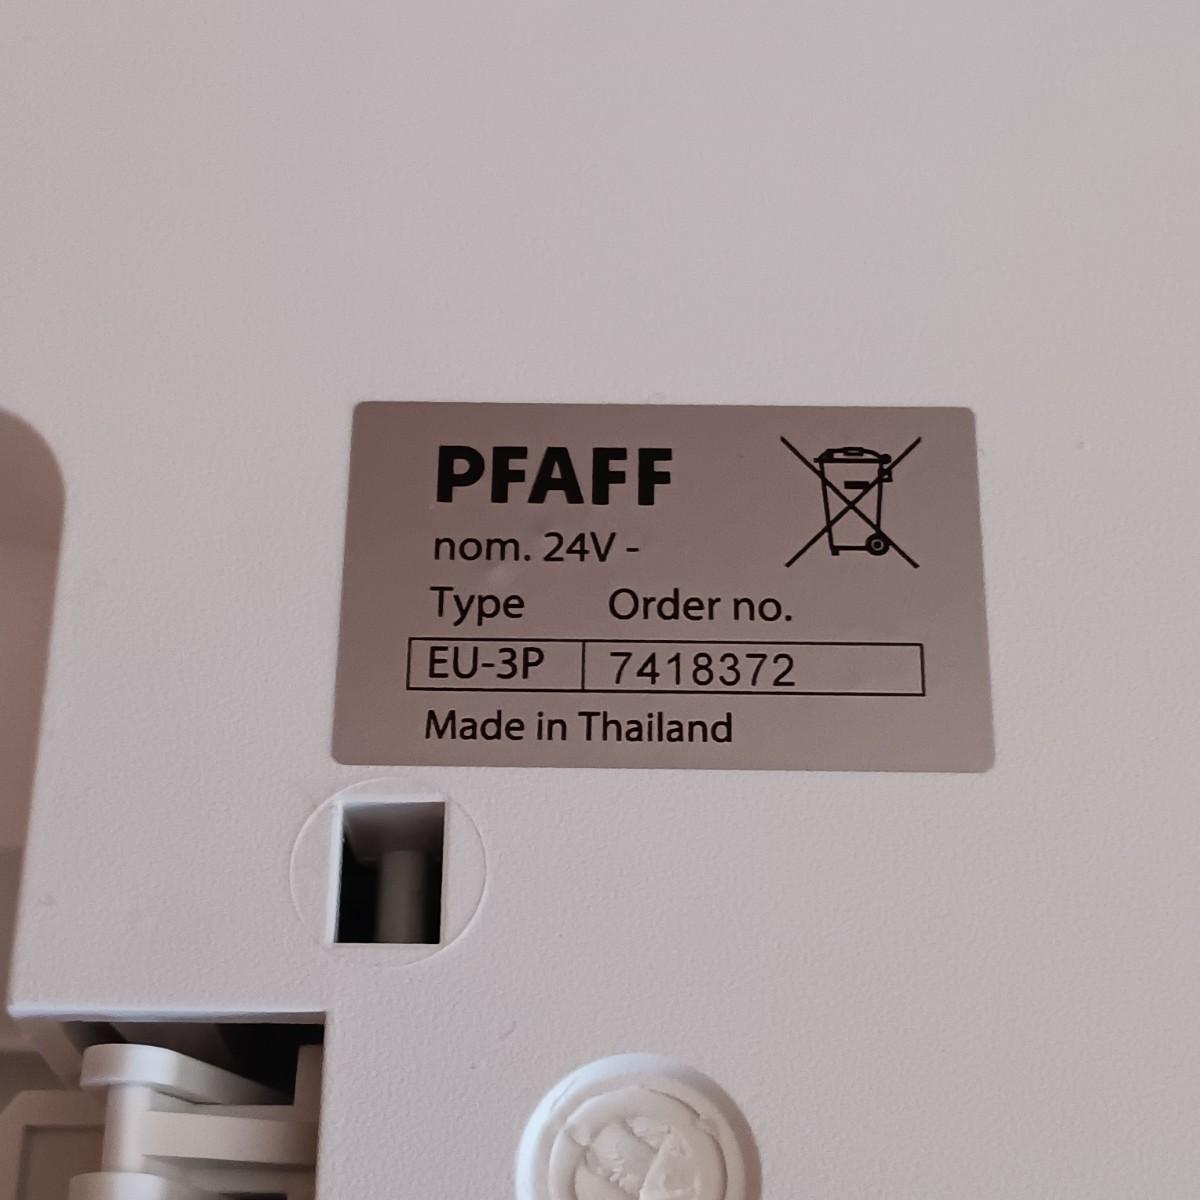 PFAFF
nom. 24V -
Type Order no.
EU-3P 7418372
Made in Thailand